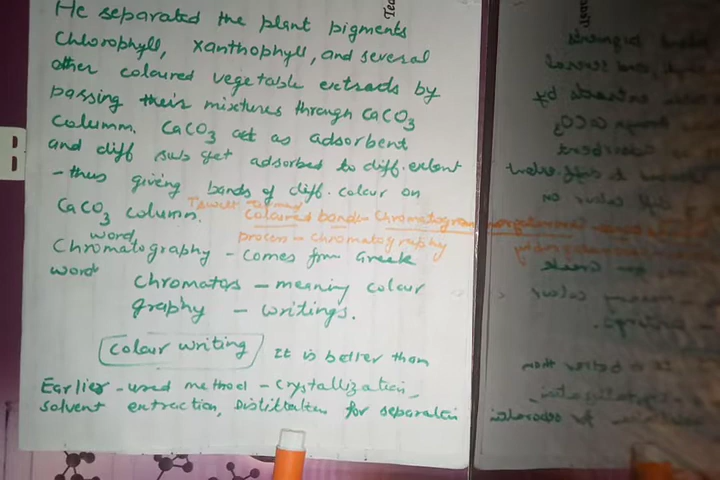 He separated the plant pigments
Chlorophyll, xanthophyll, and several
other coloured vegetable extracts by
passing their mixtures through CaCO3
column. CaCO3 act as adsorbent
and diff sub get adsorbed to diff. extent
- thus giving bands of diff. colour on
CaCO3 column.
Tswett termed
Coloured bands - Chromatogram
process - chromatography
word
Chromatography - comes from Greek
word
Chromatos - meaning colour
graphy - writings.
Colour writing It is better than
Earlier - used method - crystallization,
solvent extraction, Distillation for separation